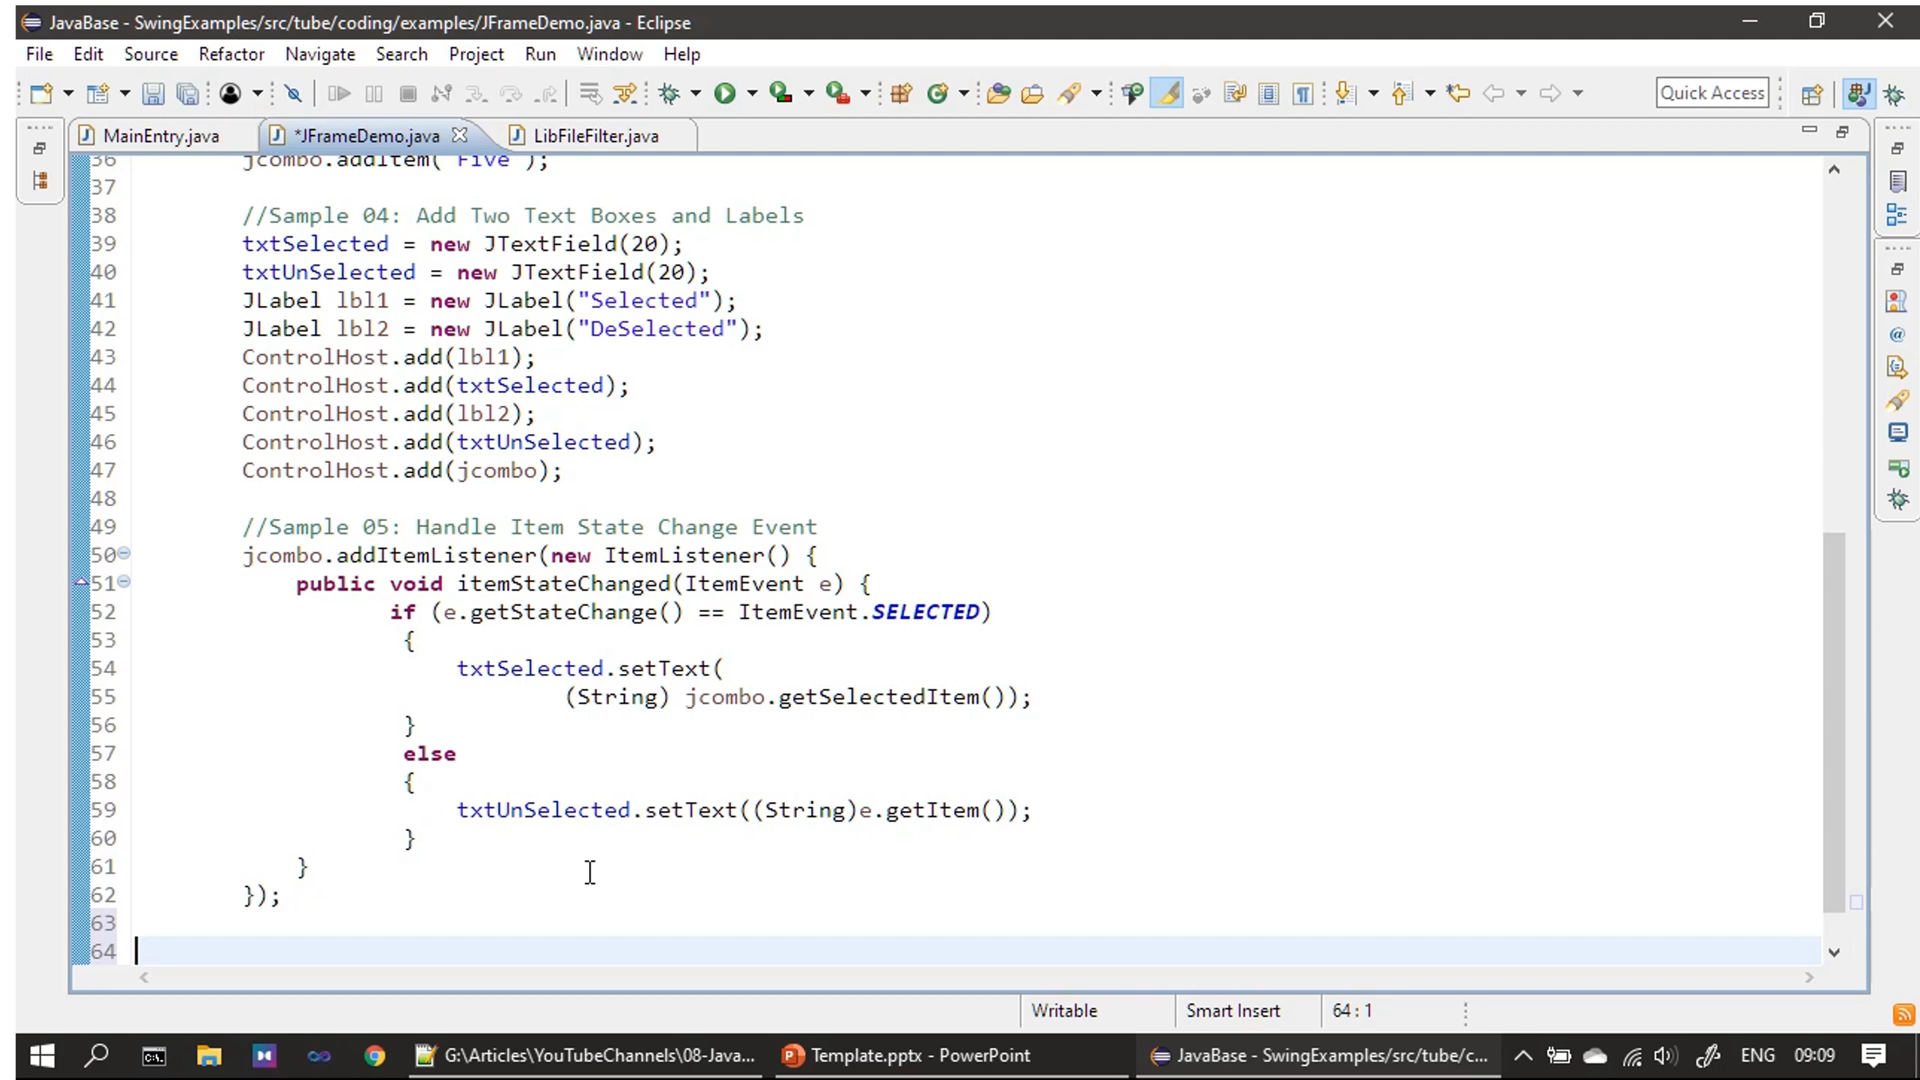 JavaBase - SwingExamples/src/tube/coding/examples/JFrameDemo.java - Eclipse
File Edit Source Refactor Navigate Search Project Run Window Help
Quick Access
MainEntry.java *JFrameDemo.java LibFileFilter.java
36 jcombo.addItem("Five");
37
38 //Sample 04: Add Two Text Boxes and Labels
39 txtSelected = new JTextField(20);
40 txtUnSelected = new JTextField(20);
41 JLabel lbl1 = new JLabel("Selected");
42 JLabel lbl2 = new JLabel("DeSelected");
43 ControlHost.add(lbl1);
44 ControlHost.add(txtSelected);
45 ControlHost.add(lbl2);
46 ControlHost.add(txtUnSelected);
47 ControlHost.add(jcombo);
48
49 //Sample 05: Handle Item State Change Event
50 jcombo.addItemListener(new ItemListener() {
51 public void itemStateChanged(ItemEvent e) {
52 if (e.getStateChange() == ItemEvent.SELECTED)
53 {
54 txtSelected.setText(
55 (String) jcombo.getSelectedItem());
56 }
57 else
58 {
59 txtUnSelected.setText((String)e.getItem());
60 }
61 }
62 });
63
64
Writable Smart Insert 64 : 1
G:\Articles\YouTubeChannels\08-Java... Template.pptx - PowerPoint JavaBase - SwingExamples/src/tube/c... ENG 09:09